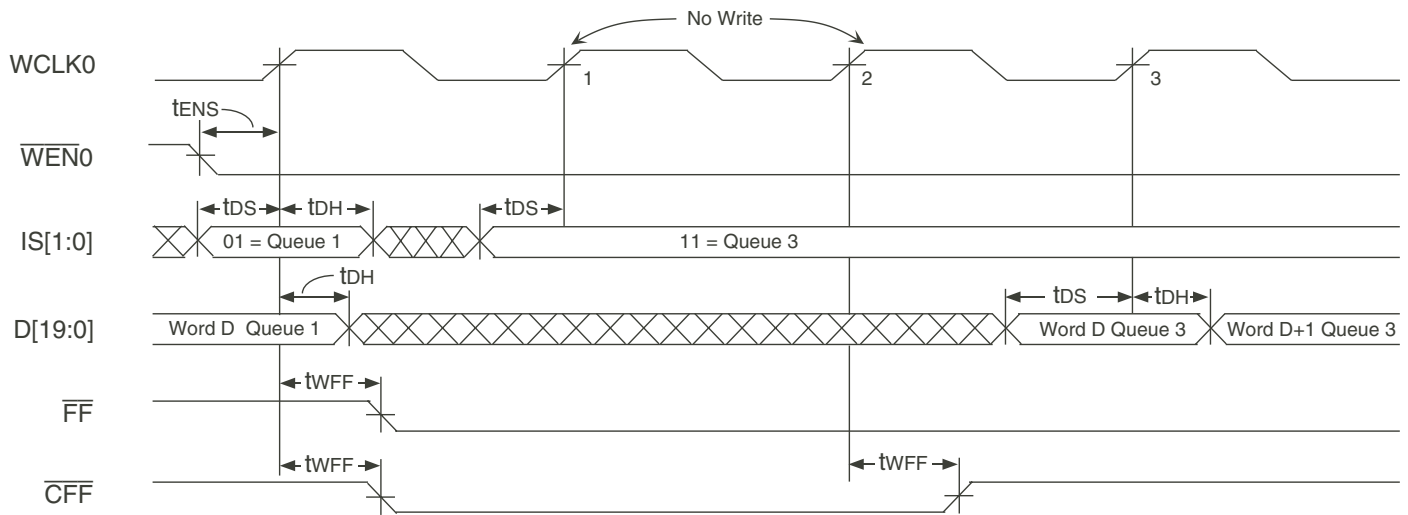 No Write
WCLK0
1
2
3
tENS
WEN0
tDS
tDH
tDS
IS[1:0]
01 = Queue 1
11 = Queue 3
tDH
tDS
tDH
D[19:0]
Word D Queue 1
Word D Queue 3
Word D+1 Queue 3
tWFF
FF
tWFF
tWFF
CFF